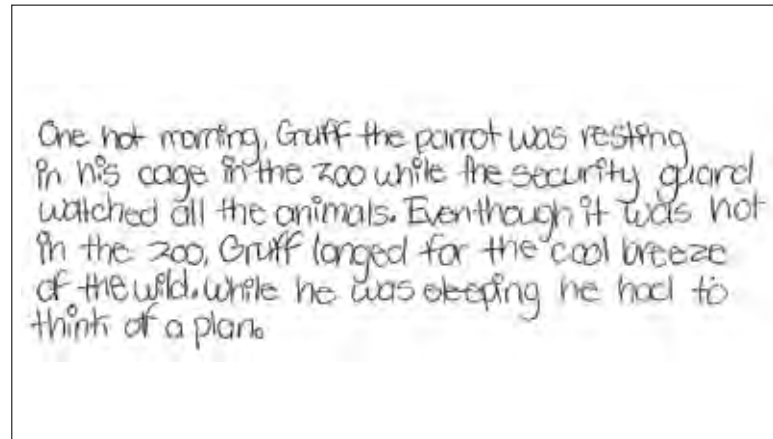 One hot morning, Gruff the parrot was resting
in his cage in the zoo while the security guard
watched all the animals. Eventhough it was hot
in the zoo, Gruff longed for the cool breeze
of the wild. While he was sleeping he had to
think of a plan.